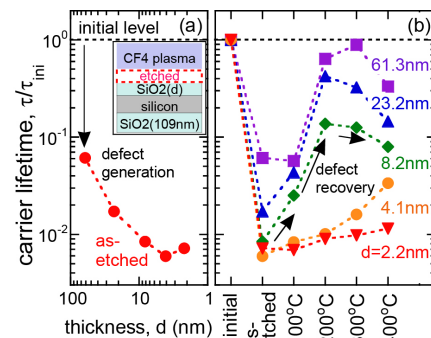 initial level (a)
(b)
CF4 plasma
etched
SiO2(d)
silicon
SiO2(109nm)
defect
generation
as-
etched
carrier lifetime, τ/τini
10⁰
10⁻¹
10⁻²
100
10
1
thickness, d (nm)
61.3nm
23.2nm
8.2nm
defect
recovery
4.1nm
d=2.2nm
initial
etched
00°C
00°C
00°C
00°C